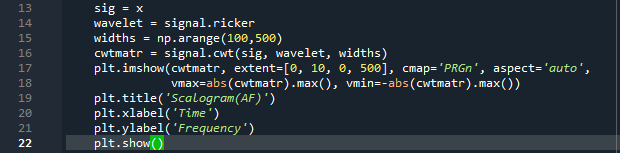 13 sig = x
14 wavelet = signal.ricker
15 widths = np.arange(100,500)
16 cwtmatr = signal.cwt(sig, wavelet, widths)
17 plt.imshow(cwtmatr, extent=[0, 10, 0, 500], cmap='PRGn', aspect='auto',
18 vmax=abs(cwtmatr).max(), vmin=-abs(cwtmatr).max())
19 plt.title('Scalogram(AF)')
20 plt.xlabel('Time')
21 plt.ylabel('Frequency')
22 plt.show()